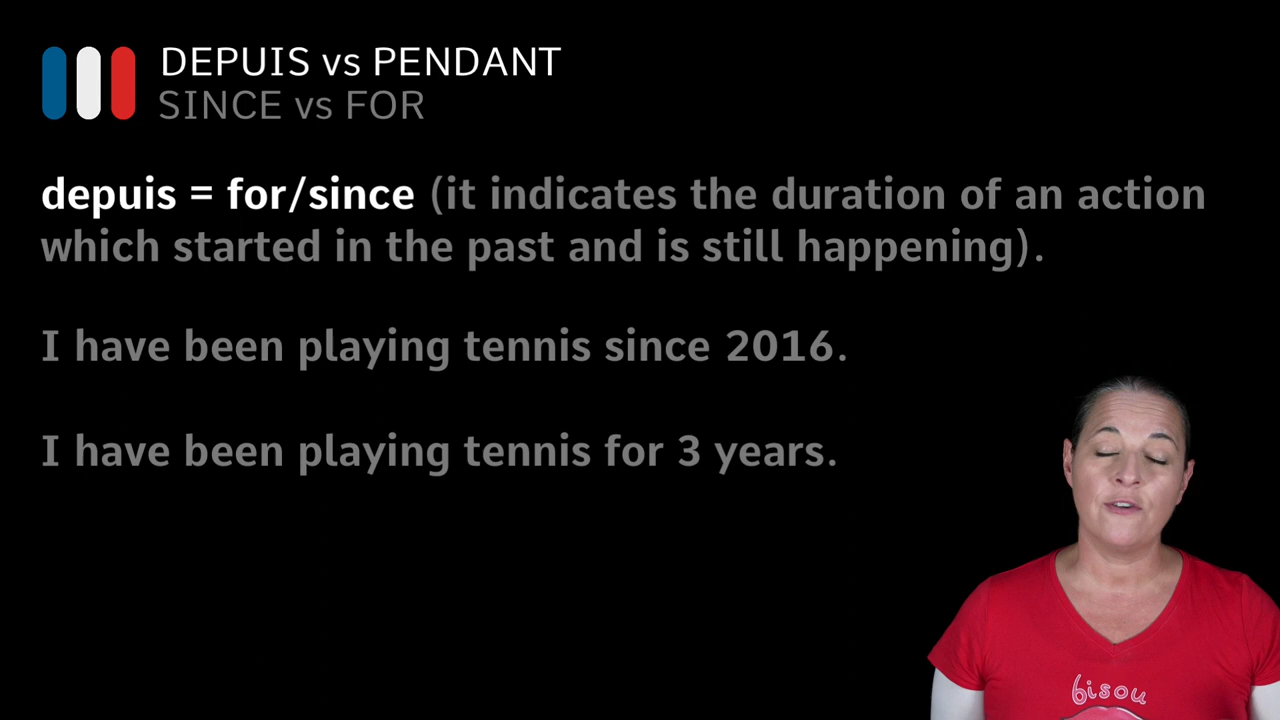 DEPUIS vs PENDANT
SINCE vs FOR
depuis = for/since (it indicates the duration of an action
which started in the past and is still happening).
I have been playing tennis since 2016.
I have been playing tennis for 3 years.
bisou